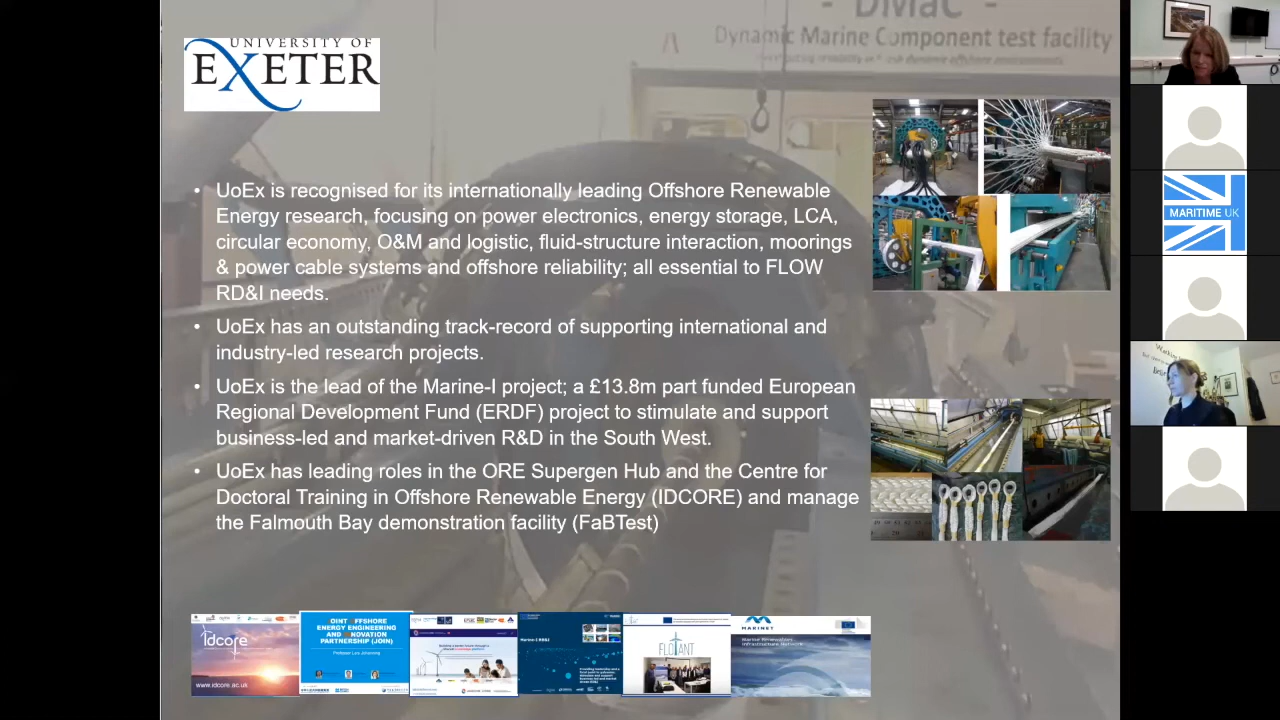 - DMaC -
Dynamic Marine Component test facility
UNIVERSITY OF
EXETER
• UoEx is recognised for its internationally leading Offshore Renewable
Energy research, focusing on power electronics, energy storage, LCA,
circular economy, O&M and logistic, fluid-structure interaction, moorings
& power cable systems and offshore reliability; all essential to FLOW
RD&I needs.
• UoEx has an outstanding track-record of supporting international and
industry-led research projects.
• UoEx is the lead of the Marine-I project; a £13.8m part funded European
Regional Development Fund (ERDF) project to stimulate and support
business-led and market-driven R&D in the South West.
• UoEx has leading roles in the ORE Supergen Hub and the Centre for
Doctoral Training in Offshore Renewable Energy (IDCORE) and manage
the Falmouth Bay demonstration facility (FaBTest)
idcore
www.idcore.ac.uk
OINT OFFSHORE
ENERGY ENGINEERING
AND INNOVATION
PARTNERSHIP (JOIN)
FLOTANT
MARINET
Marine Renewables
Infrastructure Network
MARITIME UK